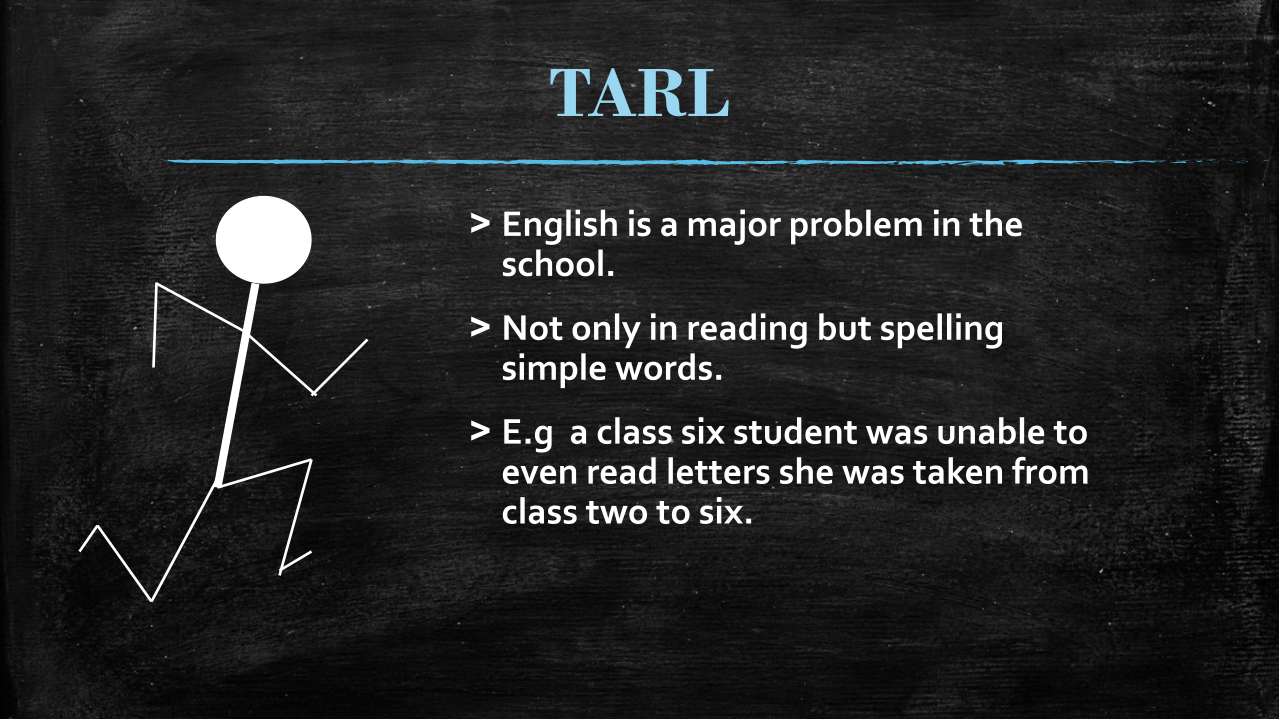 TARL
> English is a major problem in the
school.
> Not only in reading but spelling
simple words.
> E.g  a class six student was unable to
even read letters she was taken from
class two to six.